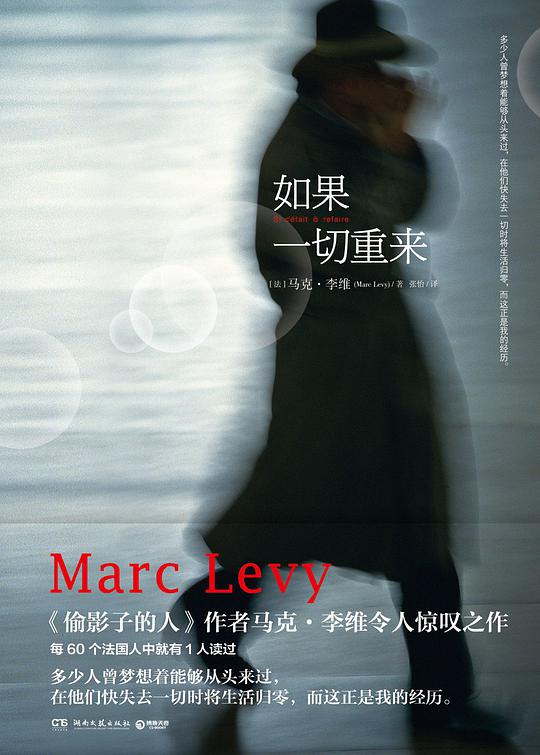 多少人曾梦想着能够从头来过，在他们快失去一切时将生活归零，而这正是我的经历。
如果
Si c'était à refaire
一切重来
［法］马克·李维 (Marc Levy) / 著 张怡 / 译
Marc Levy
《偷影子的人》作者马克·李维令人惊叹之作
每 60 个法国人中就有 1 人读过
多少人曾梦想着能够从头来过，
在他们快失去一切时将生活归零，而这正是我的经历。
湖南文艺出版社 博集天卷
CS-BOOKY